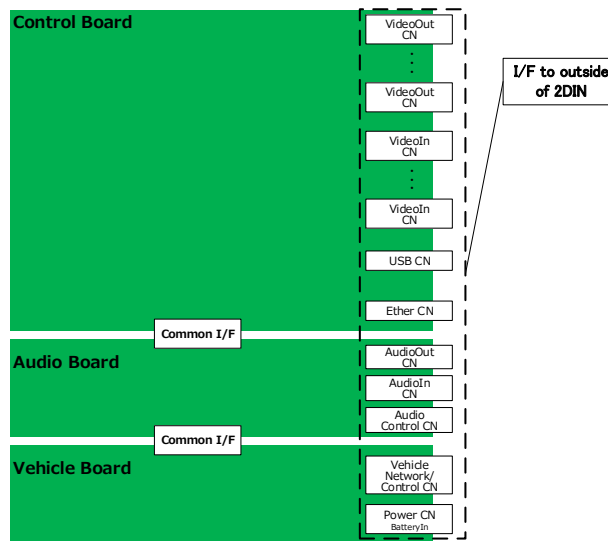 Control Board
VideoOut
CN
VideoOut
CN
VideoIn
CN
VideoIn
CN
USB CN
Ether CN
I/F to outside
of 2DIN
Common I/F
Audio Board
AudioOut
CN
AudioIn
CN
Audio
Control CN
Common I/F
Vehicle Board
Vehicle
Network/
Control CN
Power CN
BatteryIn